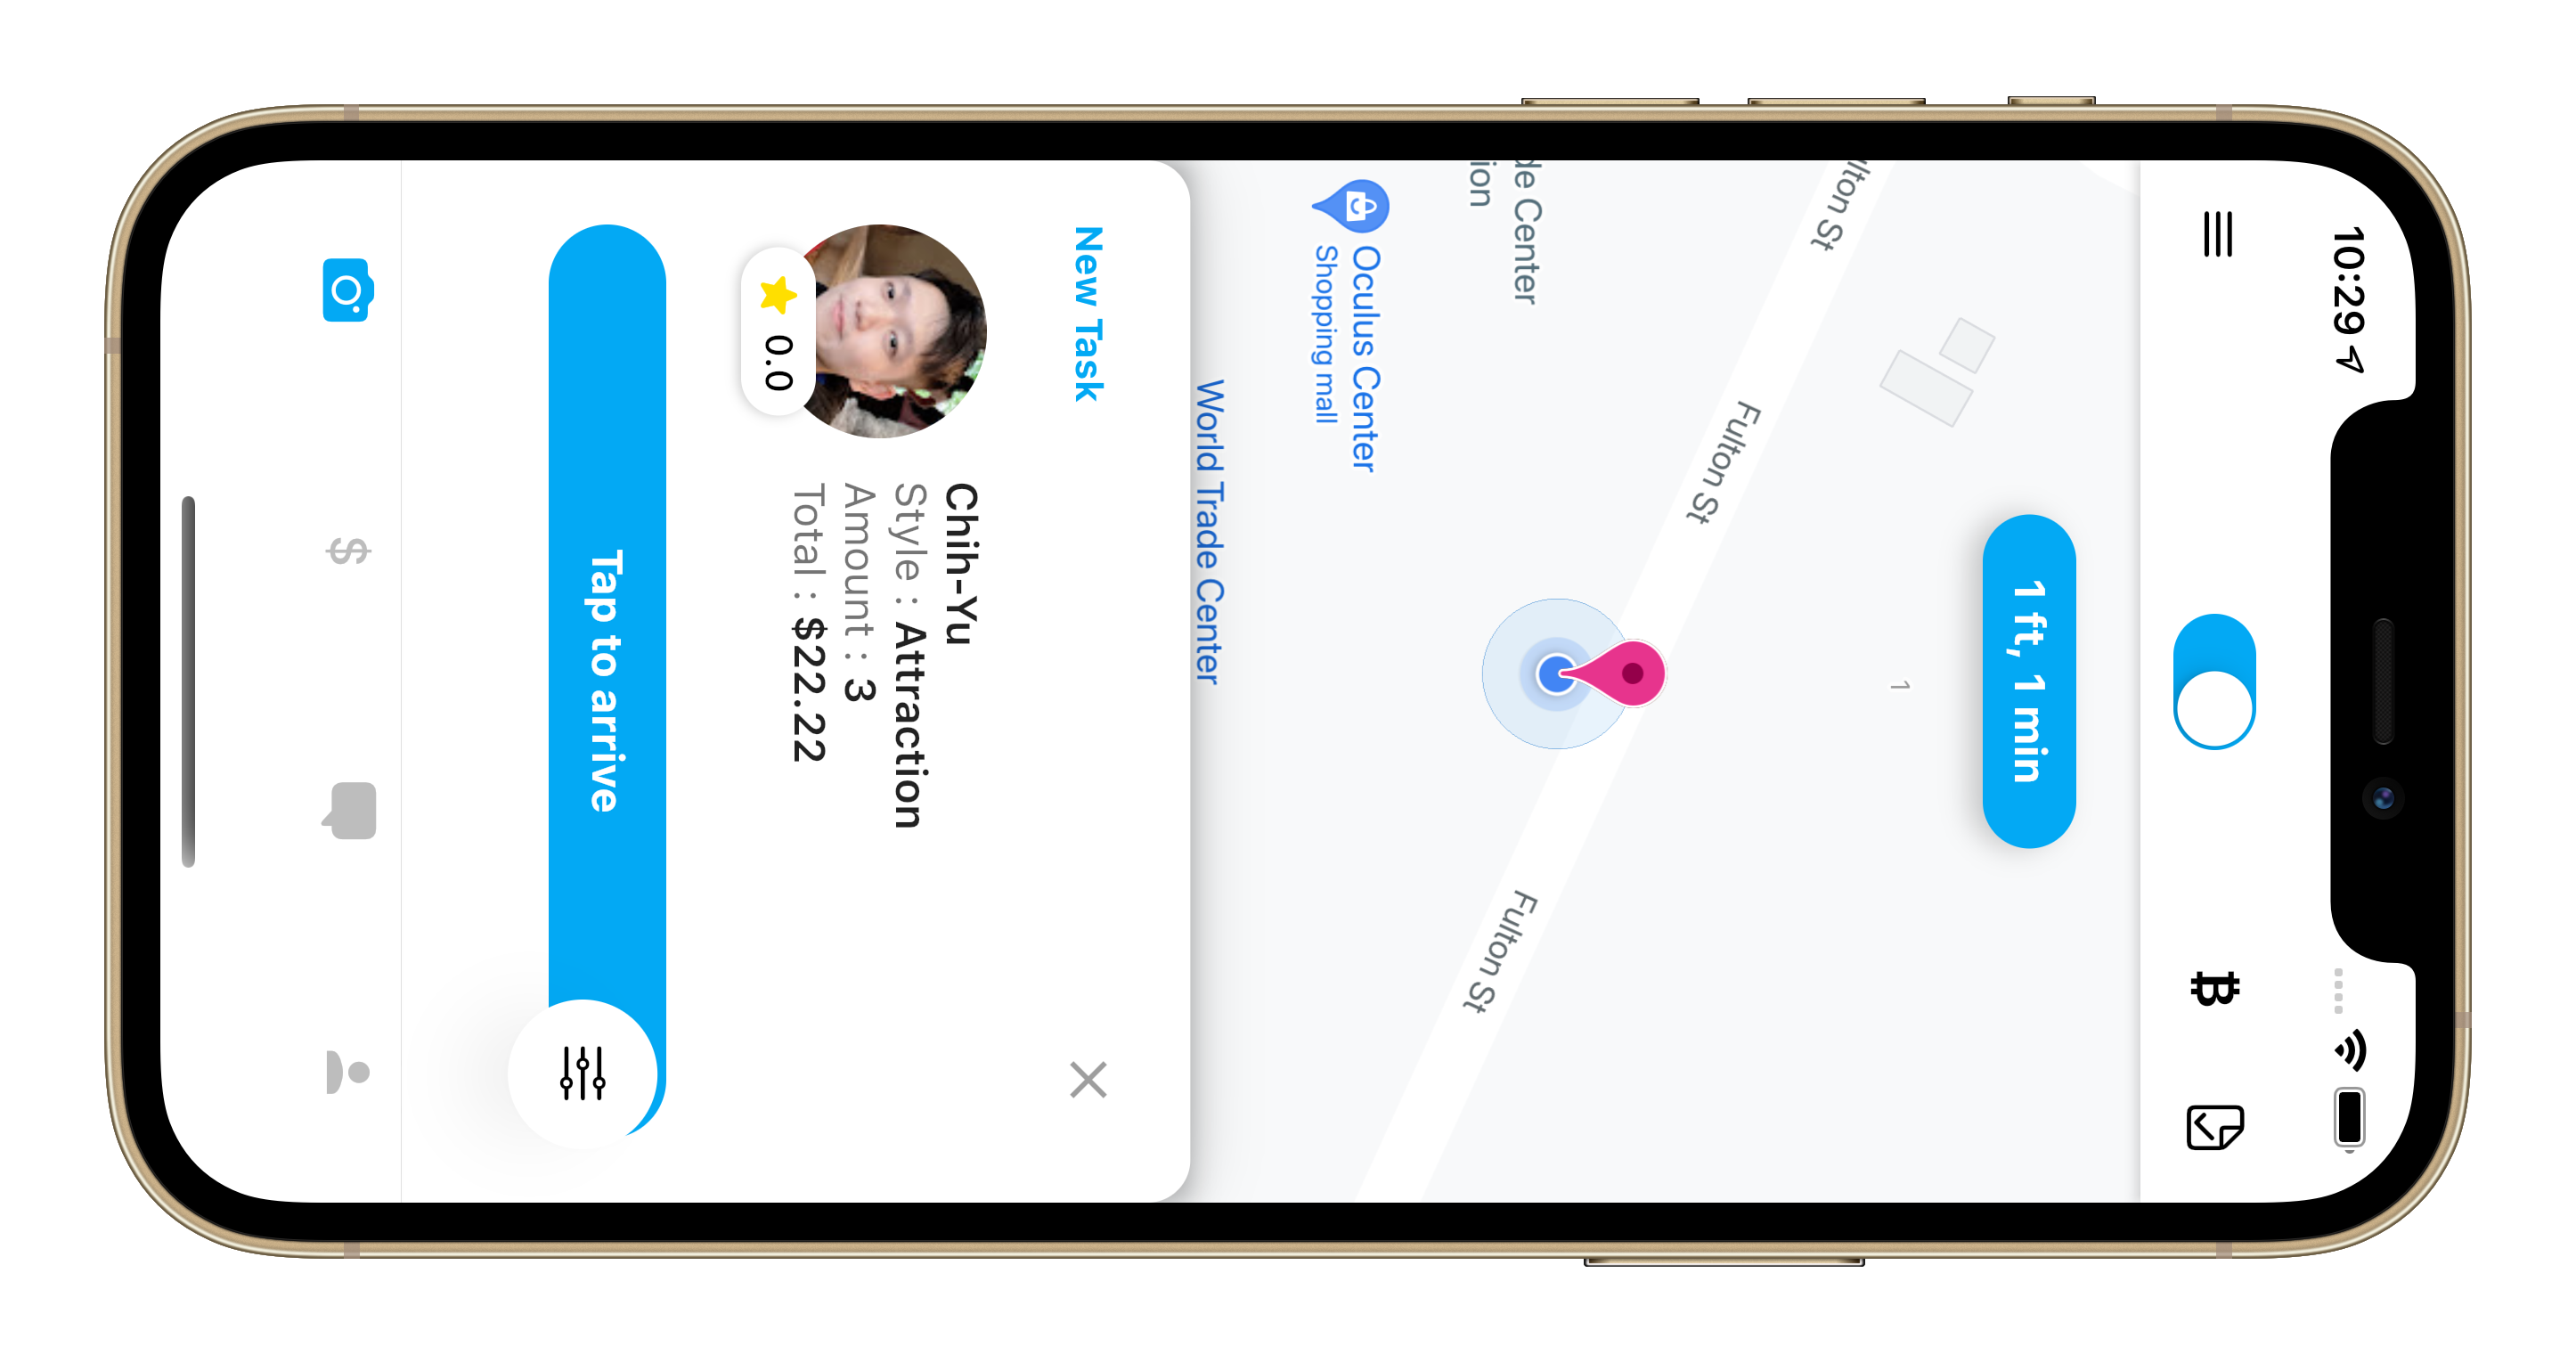 10:29
1 ft, 1 min
1
lton St
Fulton St
Fulton St
de Center
ion
Oculus Center
Shopping mall
World Trade Center
New Task
Chih-Yu
Style : Attraction
Amount : 3
Total : $22.22
0.0
Tap to arrive